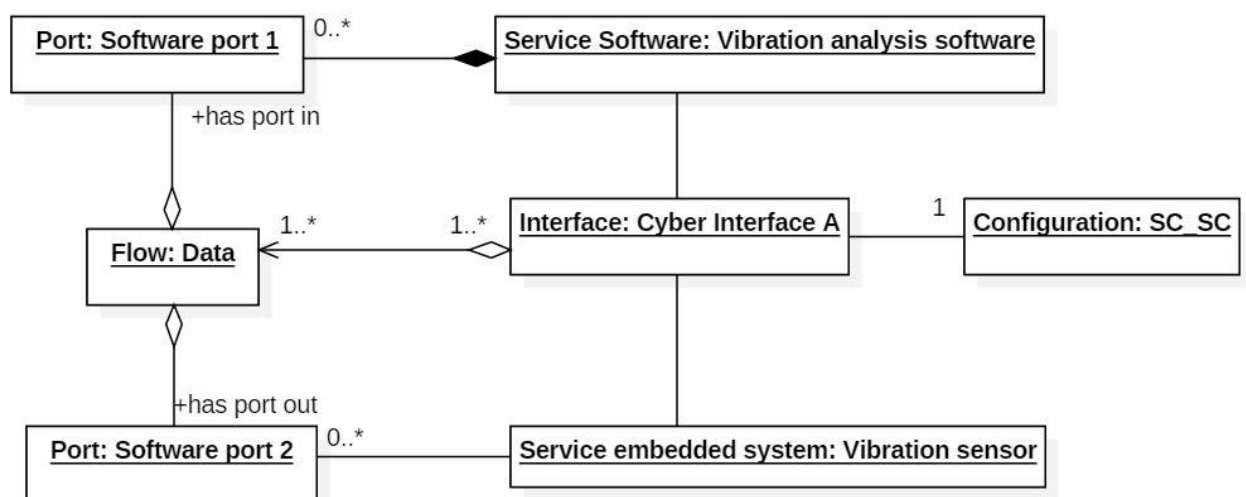 Port: Software port 1
0..*
Service Software: Vibration analysis software
+has port in
1..*
1..*
Interface: Cyber Interface A
1
Configuration: SC_SC
Flow: Data
+has port out
Port: Software port 2
0..*
Service embedded system: Vibration sensor